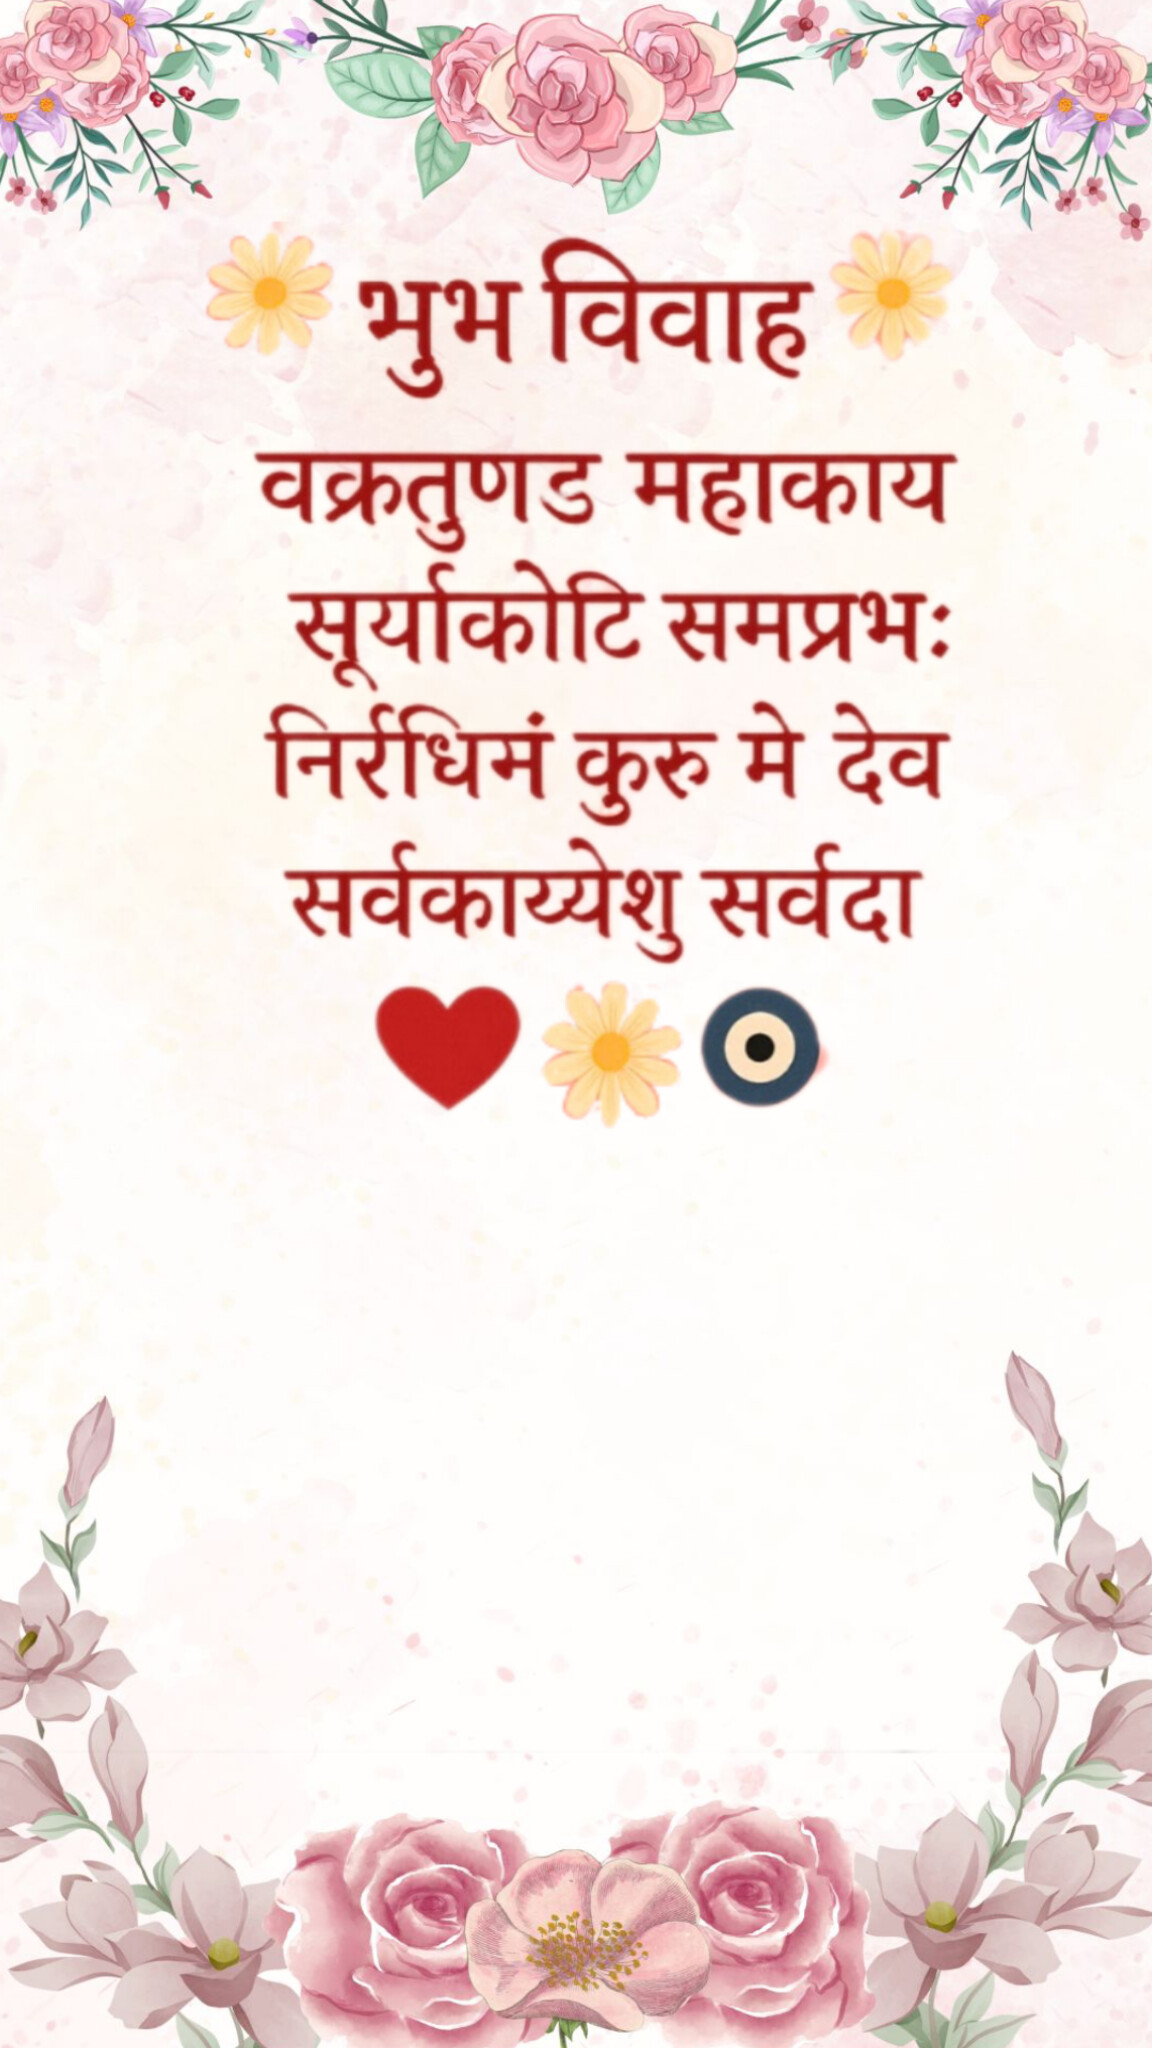 भुभ विवाह
वक्रतुणड महाकाय
सूर्याकोटि समप्रभः
निर्रधिमं कुरु मे देव
सर्वकाय्येशु सर्वदा